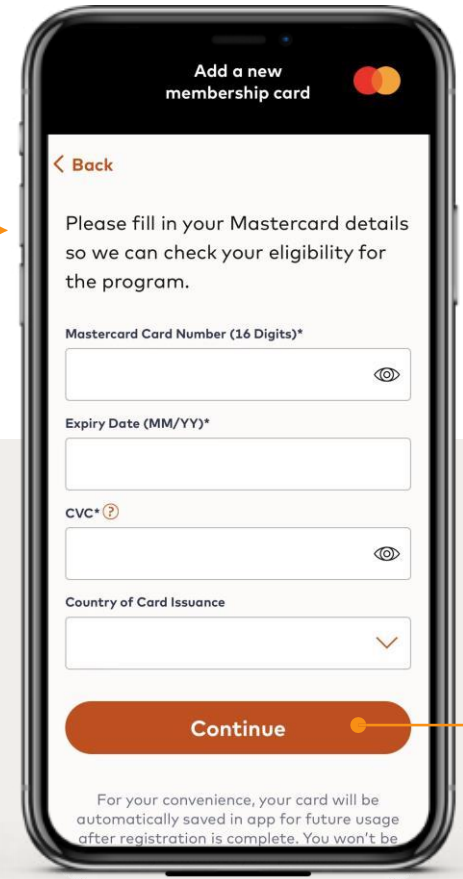 Add a new
membership card
Back
Please fill in your Mastercard details
so we can check your eligibility for
the program.
Mastercard Card Number (16 Digits)*
Expiry Date (MM/YY)*
CVC* ?
Country of Card Issuance
Continue
For your convenience, your card will be
automatically saved in app for future usage
after registration is complete. You won't be